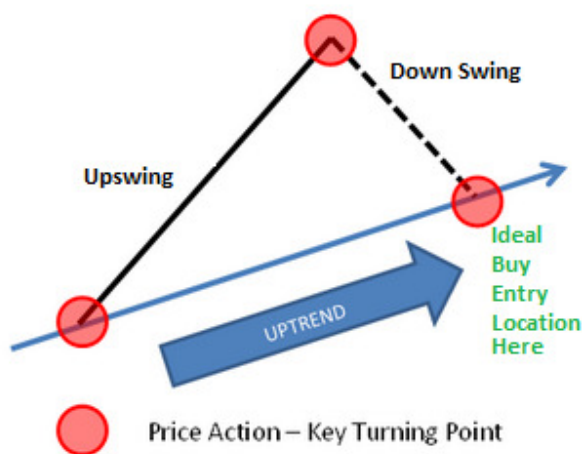 Down Swing
Upswing
Ideal
Buy
Entry
Location
Here
UPTREND
Price Action – Key Turning Point